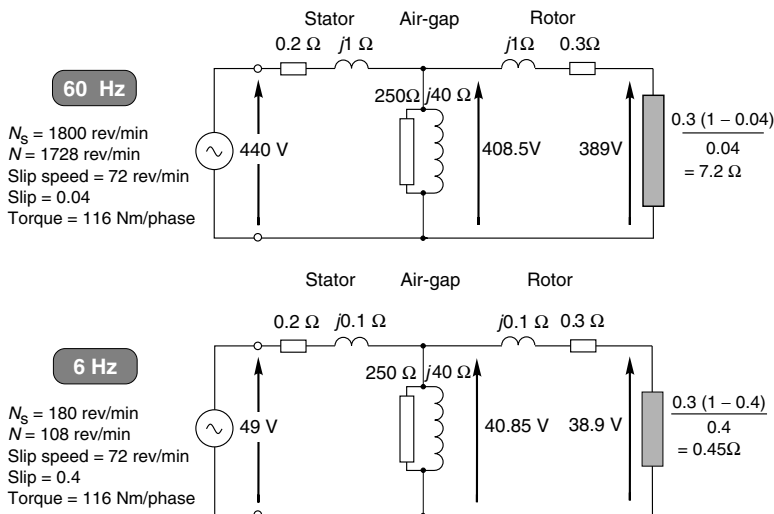 Stator Air-gap Rotor
0.2 Ω j1 Ω j1Ω 0.3Ω
60 Hz
250Ω j40 Ω
N_S = 1800 rev/min
N = 1728 rev/min
Slip speed = 72 rev/min
Slip = 0.04
Torque = 116 Nm/phase
440 V
408.5V
389V
0.3 (1 – 0.04)
0.04
= 7.2 Ω
Stator Air-gap Rotor
0.2 Ω j0.1 Ω j0.1 Ω 0.3 Ω
6 Hz
250 Ω j40 Ω
N_S = 180 rev/min
N = 108 rev/min
Slip speed = 72 rev/min
Slip = 0.4
Torque = 116 Nm/phase
49 V
40.85 V
38.9 V
0.3 (1 – 0.4)
0.4
= 0.45Ω